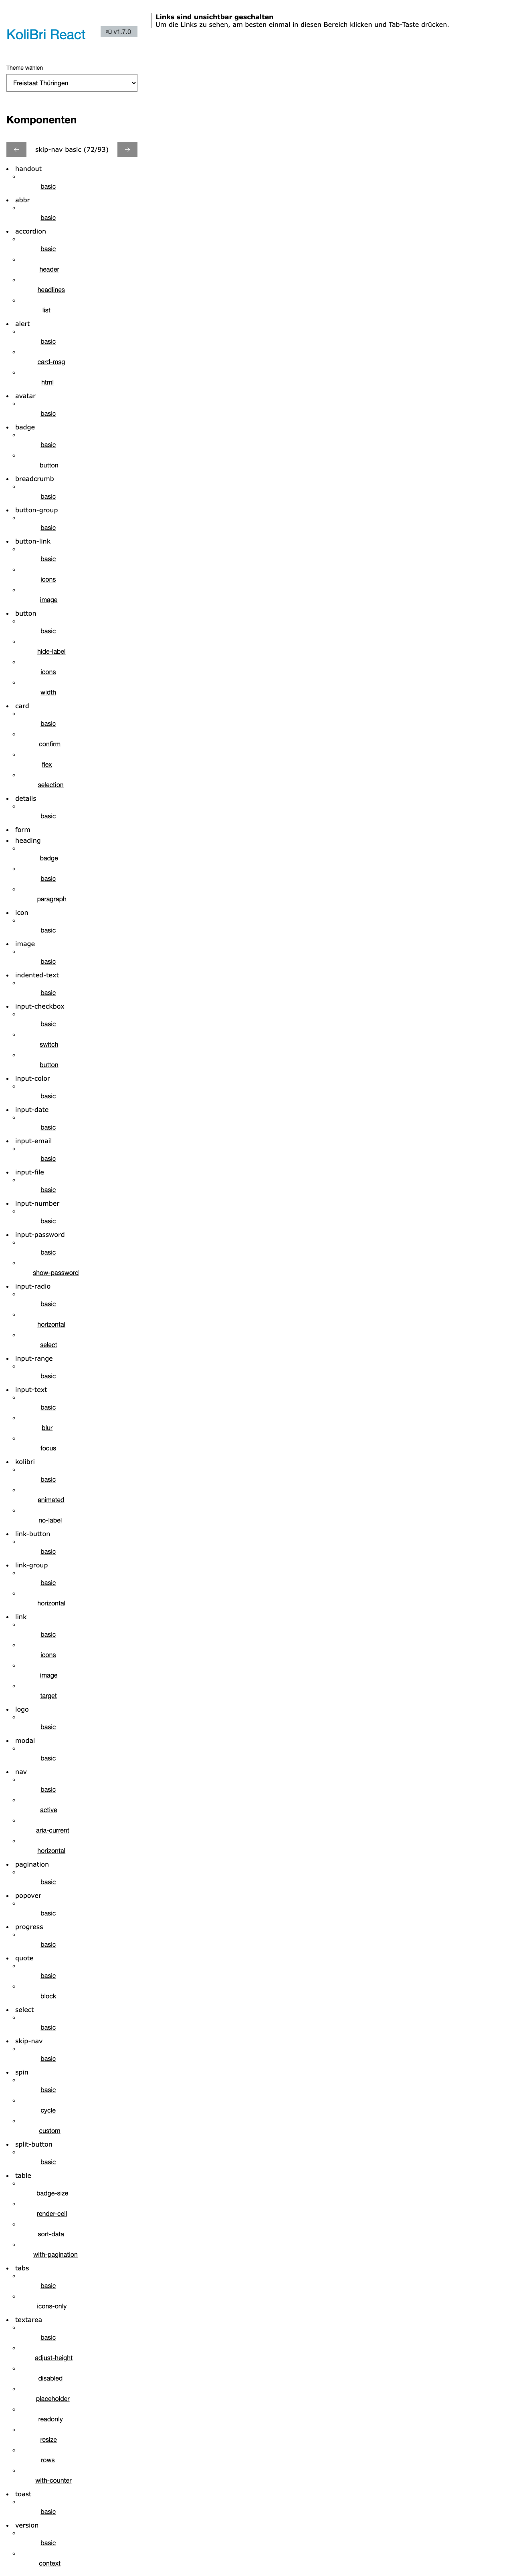 KoliBri React
v1.7.0
Theme wählen
Freistaat Thüringen
Komponenten
skip-nav basic (72/93)
handout
basic
abbr
basic
accordion
basic
header
headlines
list
alert
basic
card-msg
html
avatar
basic
badge
basic
button
breadcrumb
basic
button-group
basic
button-link
basic
icons
image
button
basic
hide-label
icons
width
card
basic
confirm
flex
selection
details
basic
form
heading
badge
basic
paragraph
icon
basic
image
basic
indented-text
basic
input-checkbox
basic
switch
button
input-color
basic
input-date
basic
input-email
basic
input-file
basic
input-number
basic
input-password
basic
show-password
input-radio
basic
horizontal
select
input-range
basic
input-text
basic
blur
focus
kolibri
basic
animated
no-label
link-button
basic
link-group
basic
horizontal
link
basic
icons
image
target
logo
basic
modal
basic
nav
basic
active
aria-current
horizontal
pagination
basic
popover
basic
progress
basic
quote
basic
block
select
basic
skip-nav
basic
spin
basic
cycle
custom
split-button
basic
table
badge-size
render-cell
sort-data
with-pagination
tabs
basic
icons-only
textarea
basic
adjust-height
disabled
placeholder
readonly
resize
rows
with-counter
toast
basic
version
basic
context
Links sind unsichtbar geschalten
Um die Links zu sehen, am besten einmal in diesen Bereich klicken und Tab-Taste drücken.